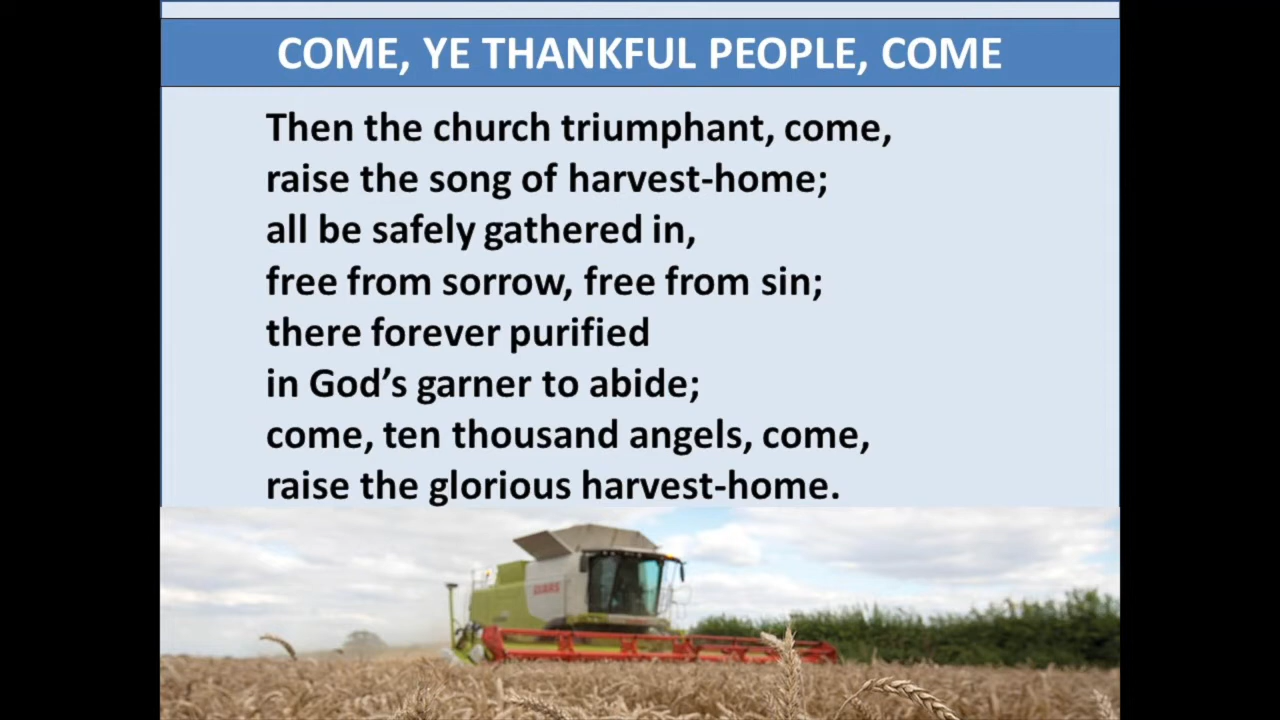 COME, YE THANKFUL PEOPLE, COME
Then the church triumphant, come,
raise the song of harvest-home;
all be safely gathered in,
free from sorrow, free from sin;
there forever purified
in God’s garner to abide;
come, ten thousand angels, come,
raise the glorious harvest-home.
CLAAS